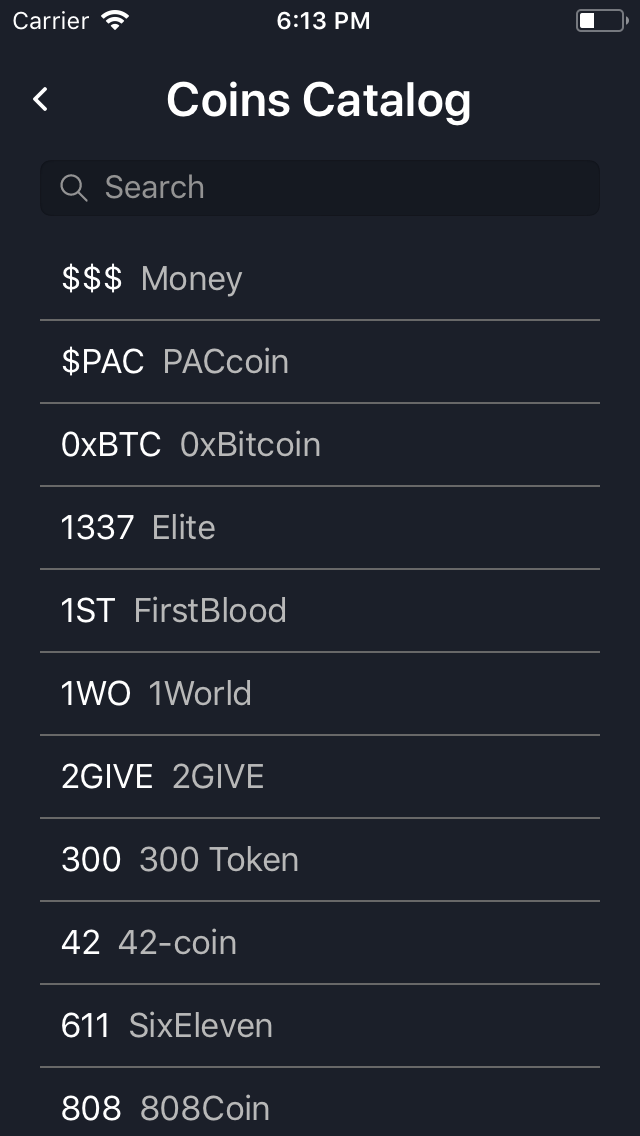 Carrier 6:13 PM
Coins Catalog
Search
$$$ Money
$PAC PACcoin
0xBTC 0xBitcoin
1337 Elite
1ST FirstBlood
1WO 1World
2GIVE 2GIVE
300 300 Token
42 42-coin
611 SixEleven
808 808Coin